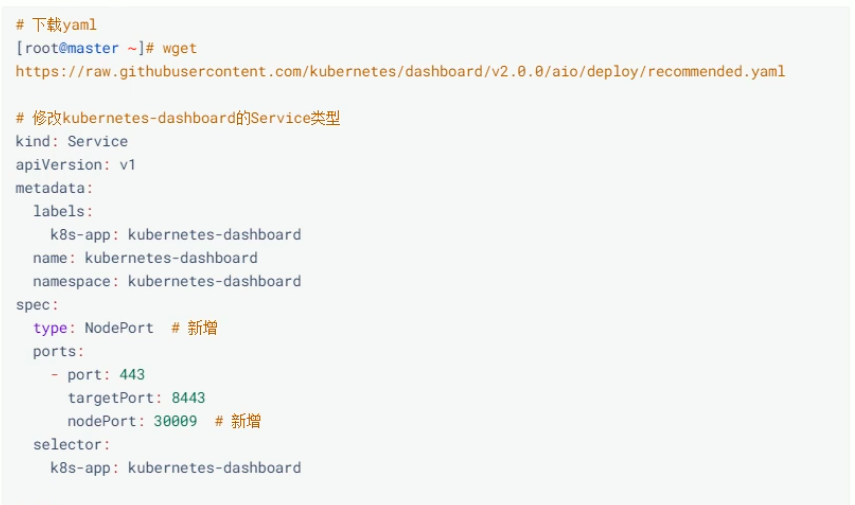 # 下载yaml
[root@master ~]# wget
https://raw.githubusercontent.com/kubernetes/dashboard/v2.0.0/aio/deploy/recommended.yaml

# 修改kubernetes-dashboard的Service类型
kind: Service
apiVersion: v1
metadata:
  labels:
    k8s-app: kubernetes-dashboard
  name: kubernetes-dashboard
  namespace: kubernetes-dashboard
spec:
  type: NodePort  # 新增
  ports:
    - port: 443
      targetPort: 8443
      nodePort: 30009  # 新增
  selector:
    k8s-app: kubernetes-dashboard